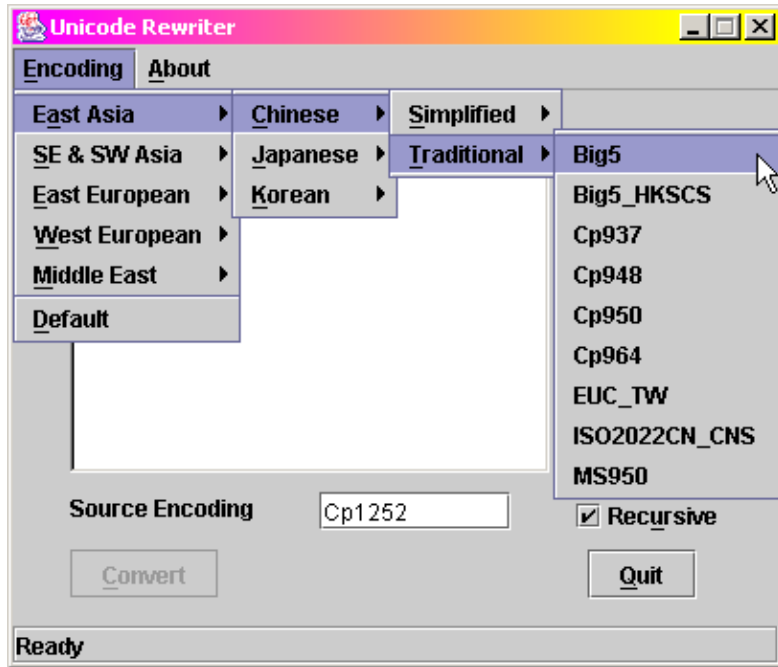 Unicode Rewriter
Encoding About
East Asia
SE & SW Asia
East European
West European
Middle East
Default
Chinese
Japanese
Korean
Simplified
Traditional
Big5
Big5_HKSCS
Cp937
Cp948
Cp950
Cp964
EUC_TW
ISO2022CN_CNS
MS950
Source Encoding Cp1252 Recursive
Convert Quit
Ready